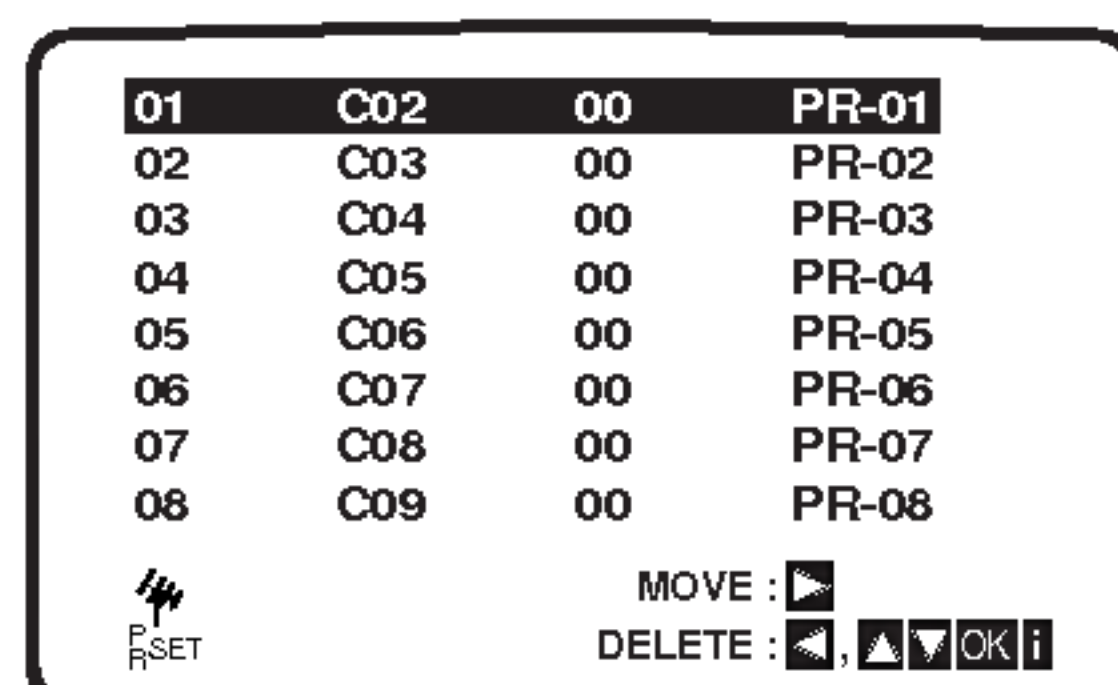 01 C02 00 PR-01
02 C03 00 PR-02
03 C04 00 PR-03
04 C05 00 PR-04
05 C06 00 PR-05
06 C07 00 PR-06
07 C08 00 PR-07
08 C09 00 PR-08
MOVE : ▷
PR SET DELETE : ◁ , △ ▽ OK i